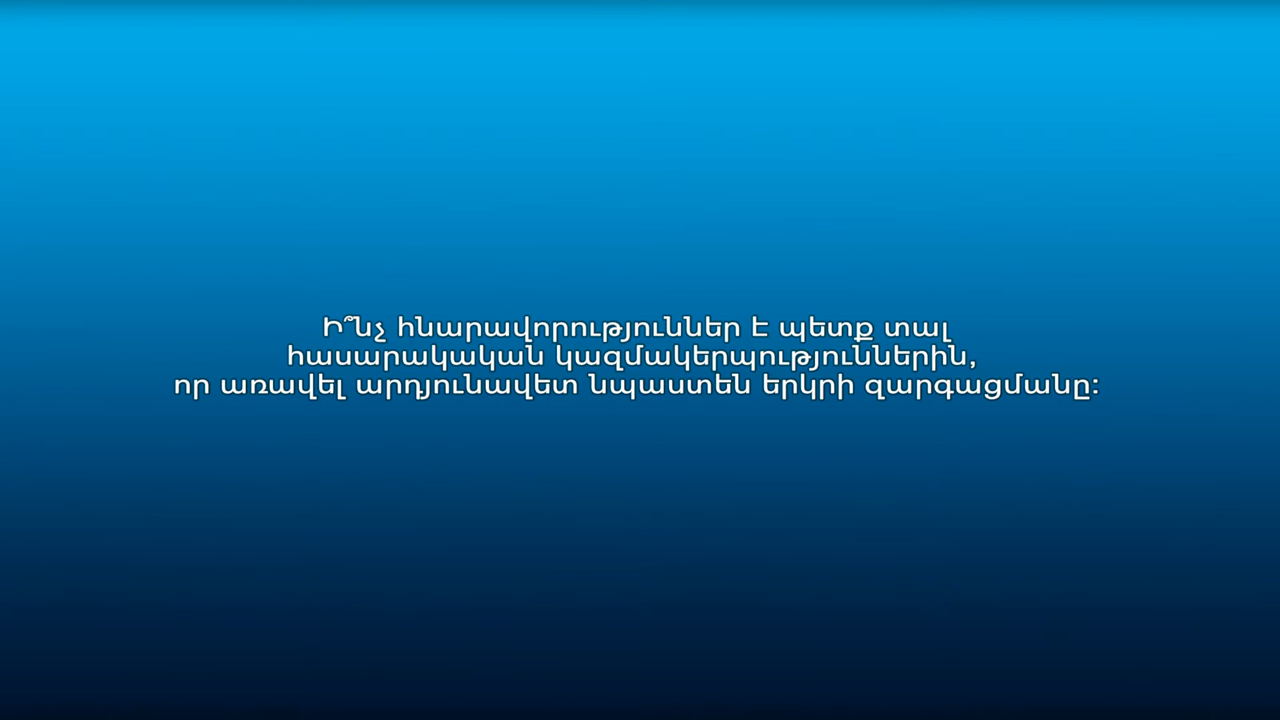 Ի՞նչ հնարավորություններ է պետք տալ
հասարակական կազմակերպություններին,
որ առավել արդյունավետ նպաստեն երկրի զարգացմանը: